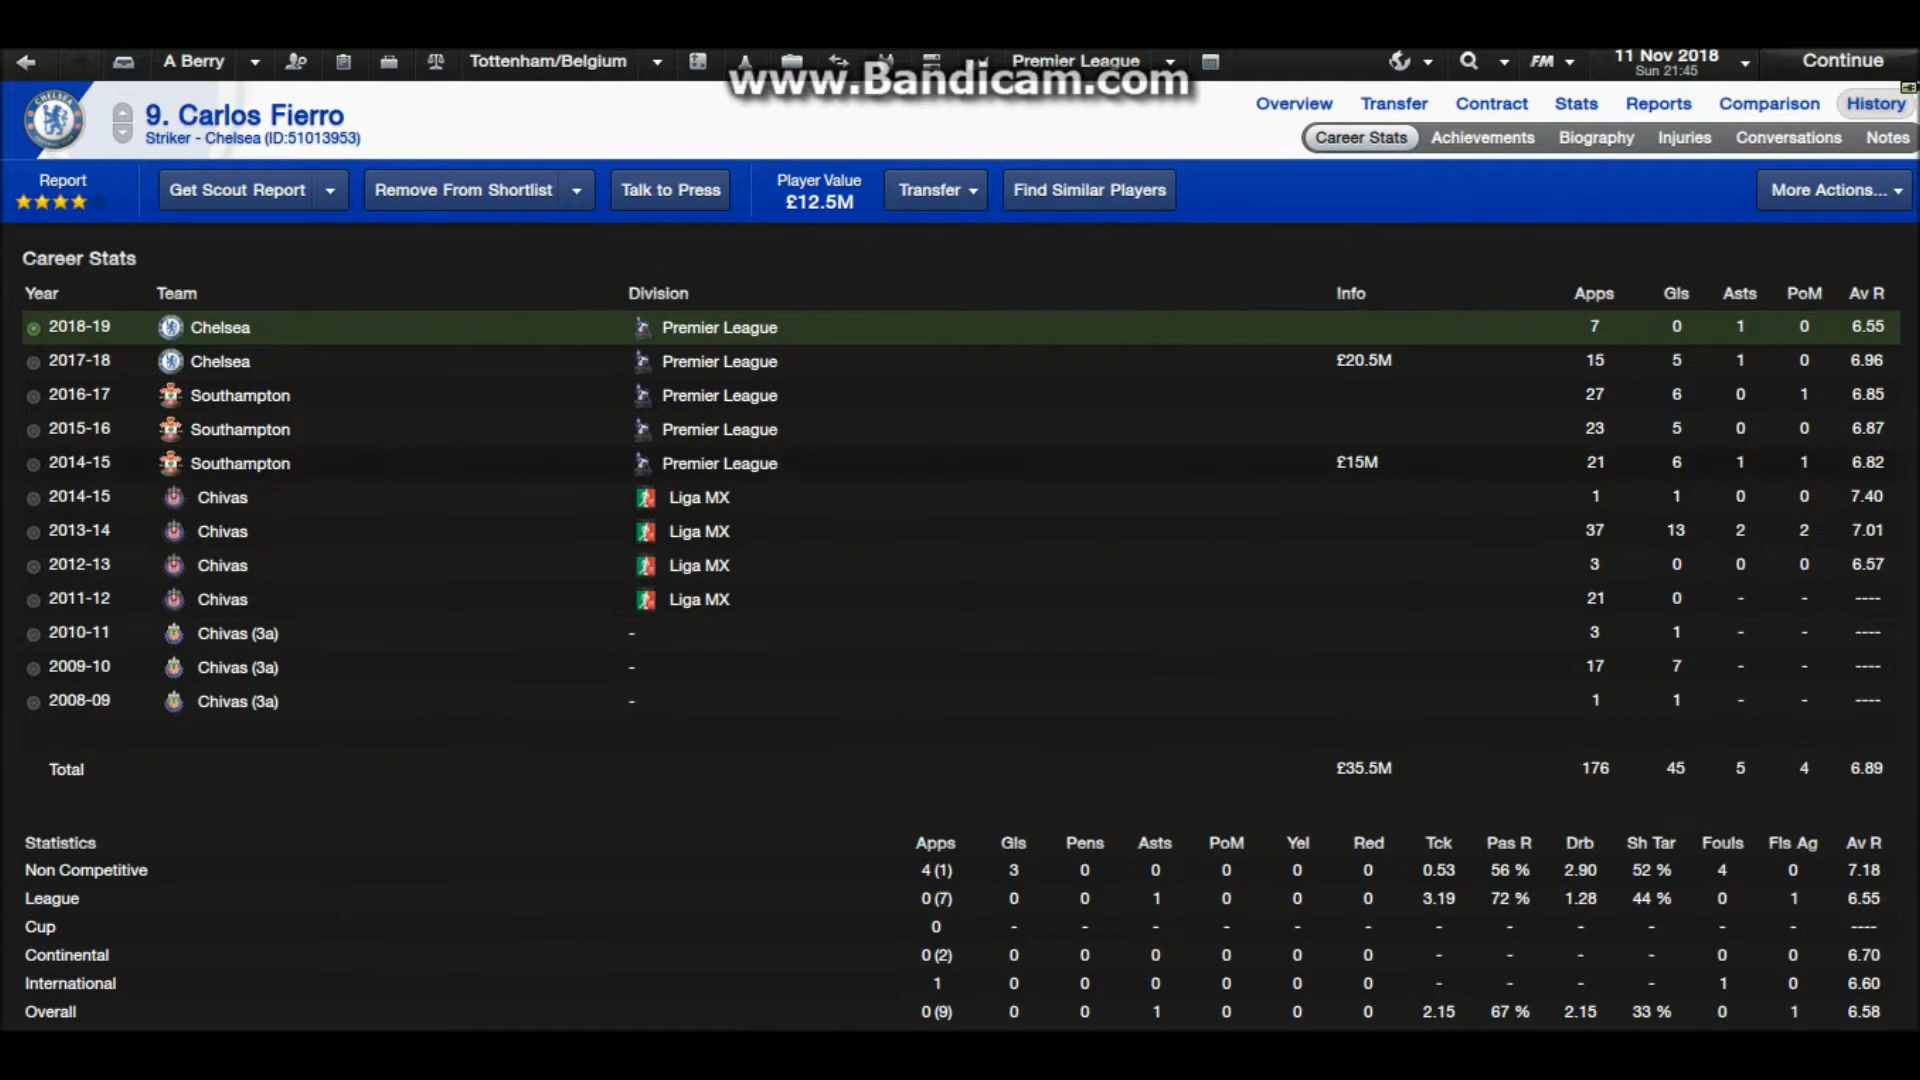 A Berry Tottenham/Belgium Premier League FM 11 Nov 2018 Continue
Sun 21:45
www.Bandicam.com
CHELSEA
9. Carlos Fierro
Striker - Chelsea (ID:51013953)
Overview Transfer Contract Stats Reports Comparison History
Career Stats Achievements Biography Injuries Conversations Notes
Report Get Scout Report Remove From Shortlist Talk to Press Player Value £12.5M Transfer Find Similar Players More Actions...
Career Stats
Year Team Division Info Apps Gls Asts PoM Av R
2018-19 Chelsea Premier League 7 0 1 0 6.55
2017-18 Chelsea Premier League £20.5M 15 5 1 0 6.96
2016-17 Southampton Premier League 27 6 0 1 6.85
2015-16 Southampton Premier League 23 5 0 0 6.87
2014-15 Southampton Premier League £15M 21 6 1 1 6.82
2014-15 Chivas Liga MX 1 1 0 0 7.40
2013-14 Chivas Liga MX 37 13 2 2 7.01
2012-13 Chivas Liga MX 3 0 0 0 6.57
2011-12 Chivas Liga MX 21 0 - - ----
2010-11 Chivas (3a) - 3 1 - - ----
2009-10 Chivas (3a) - 17 7 - - ----
2008-09 Chivas (3a) - 1 1 - - ----
Total £35.5M 176 45 5 4 6.89
Statistics Apps Gls Pens Asts PoM Yel Red Tck Pas R Drb Sh Tar Fouls Fls Ag Av R
Non Competitive 4 (1) 3 0 0 0 0 0 0.53 56 % 2.90 52 % 4 0 7.18
League 0 (7) 0 0 1 0 0 0 3.19 72 % 1.28 44 % 0 1 6.55
Cup 0 - - - - - - - - - - - - ----
Continental 0 (2) 0 0 0 0 0 0 - - - - 0 0 6.70
International 1 0 0 0 0 0 0 - - - - 1 0 6.60
Overall 0 (9) 0 0 1 0 0 0 2.15 67 % 2.15 33 % 0 1 6.58